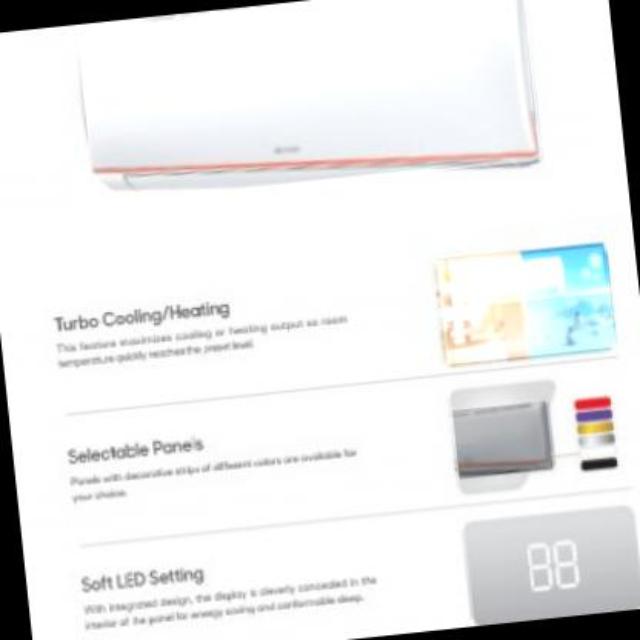 Turbo Cooling/Heating
This feature maximizes cooling or heating output so room
temperature quickly reaches the preset level.
Selectable Panels
Panels with decorative strips of different colors are available for
your choice.
88
Soft LED Setting
With integrated design, the display is cleverly concealed in the
interior of the panel for energy saving and comfortable sleep.